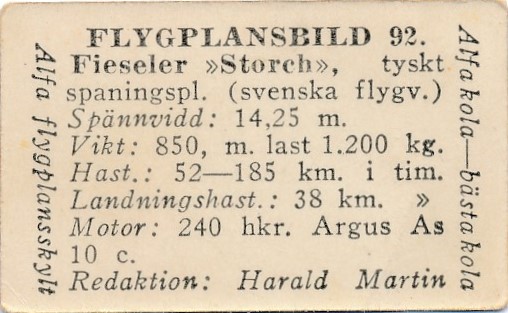 FLYGPLANSBILD 92.
Fieseler »Storch», tyskt
spaningspl. (svenska flygv.)
Spännvidd: 14,25 m.
Vikt: 850, m. last 1.200 kg.
Hast.: 52—185 km. i tim.
Landningshast.: 38 km. »
Motor: 240 hkr. Argus As
10 c.
Redaktion: Harald Martin
Alfa flygplansskylt
Alfa kola—bästa kola